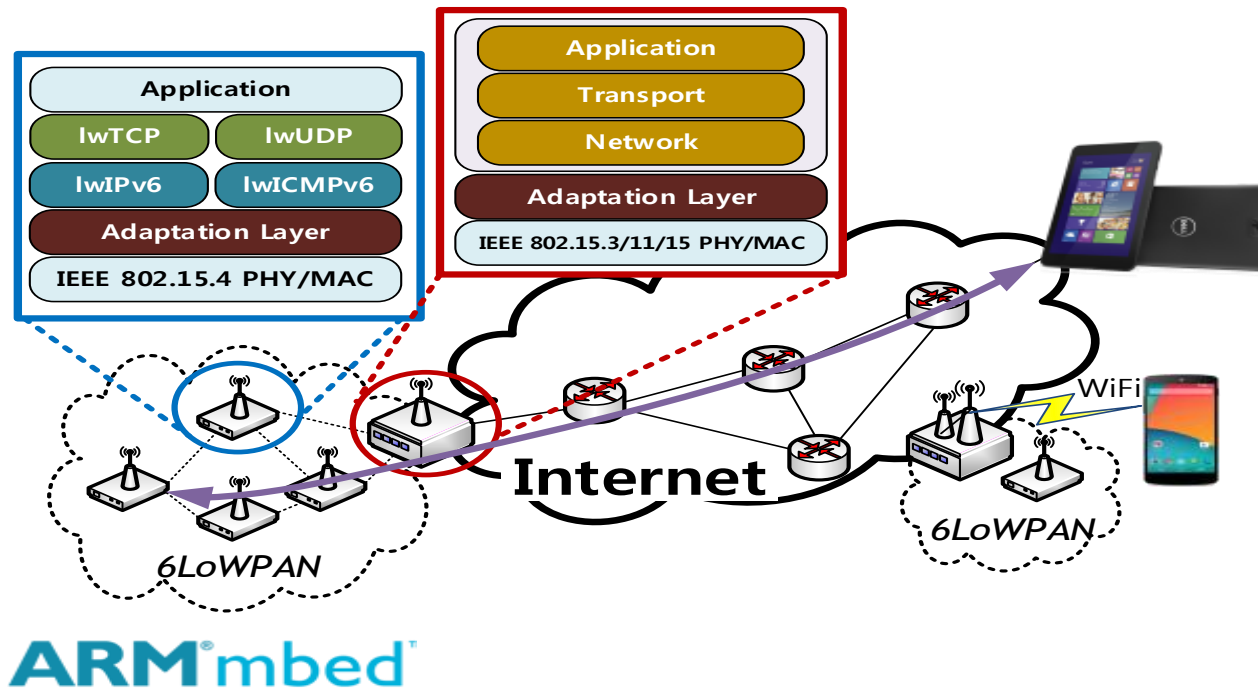 Application
lwTCP
lwUDP
lwIPv6
lwICMPv6
Adaptation Layer
IEEE 802.15.4 PHY/MAC
Application
Transport
Network
Adaptation Layer
IEEE 802.15.3/11/15 PHY/MAC
WiFi
Internet
6LoWPAN
6LoWPAN
ARM®mbed™